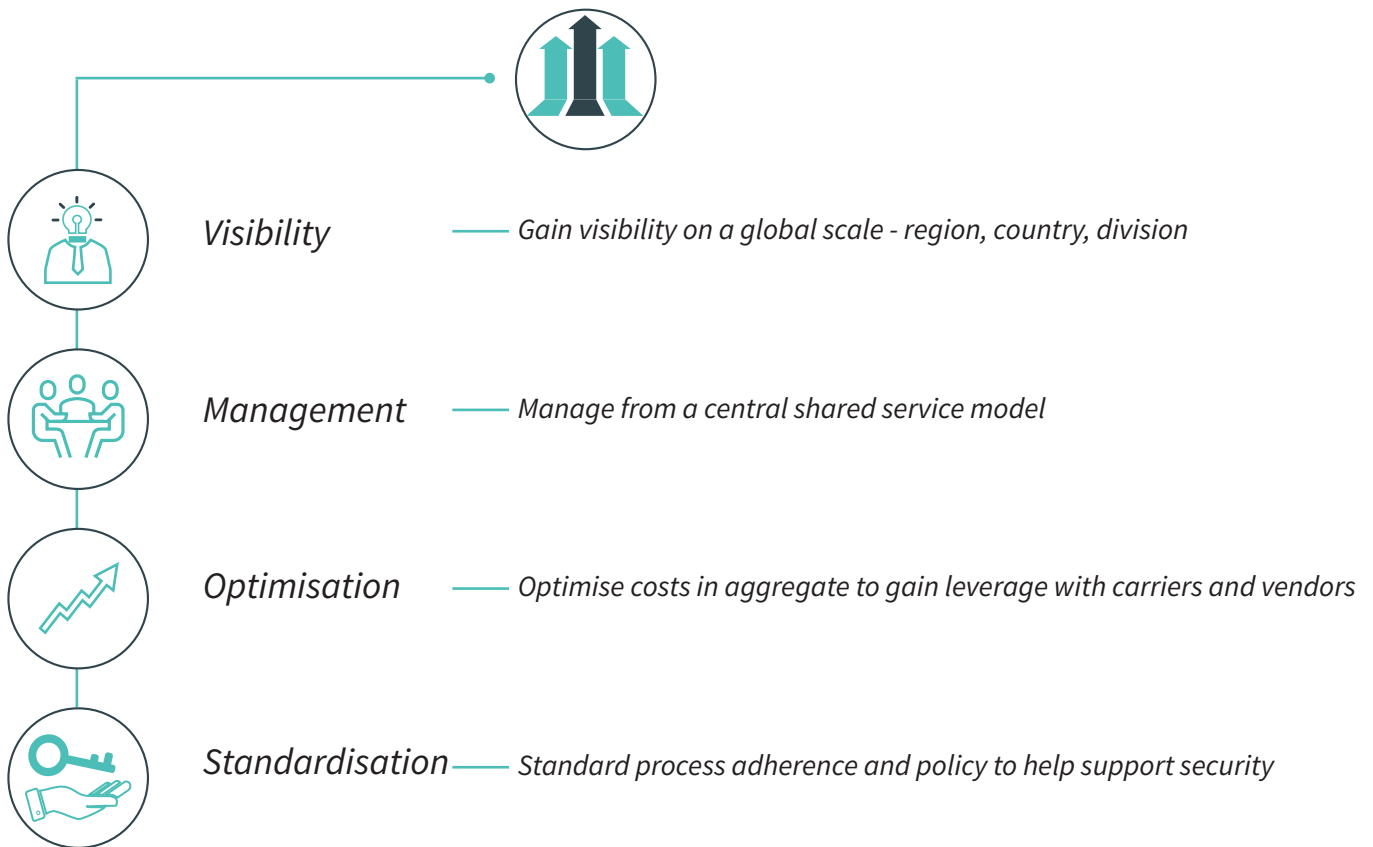 Visibility
Gain visibility on a global scale - region, country, division
Management
Manage from a central shared service model
Optimisation
Optimise costs in aggregate to gain leverage with carriers and vendors
Standardisation
Standard process adherence and policy to help support security